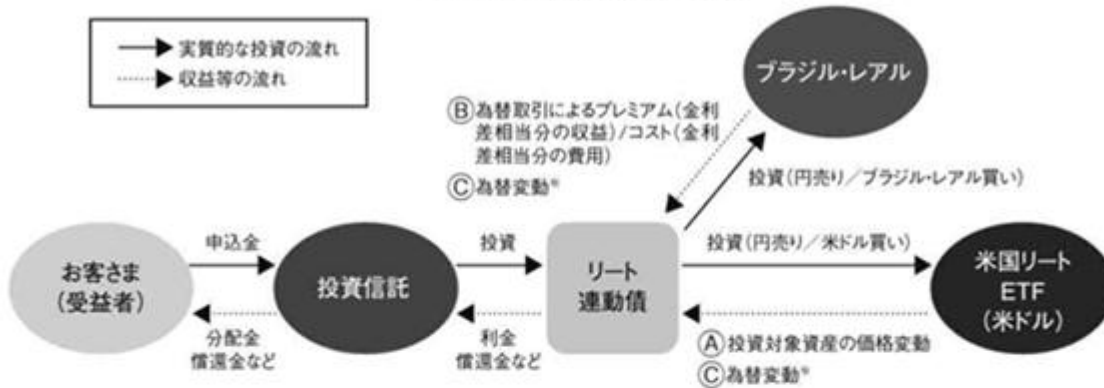 実質的な投資の流れ
収益等の流れ
ブラジル・レアル
Ⓑ為替取引によるプレミアム(金利
差相当分の収益)/コスト(金利
差相当分の費用)
Ⓒ為替変動※
投資(円売り/ブラジル・レアル買い)
お客さま
(受益者)
申込金
分配金
償還金など
投資信託
投資
利金
償還金など
リート
連動債
投資(円売り/米ドル買い)
Ⓐ投資対象資産の価格変動
Ⓒ為替変動※
米国リート
ETF
(米ドル)